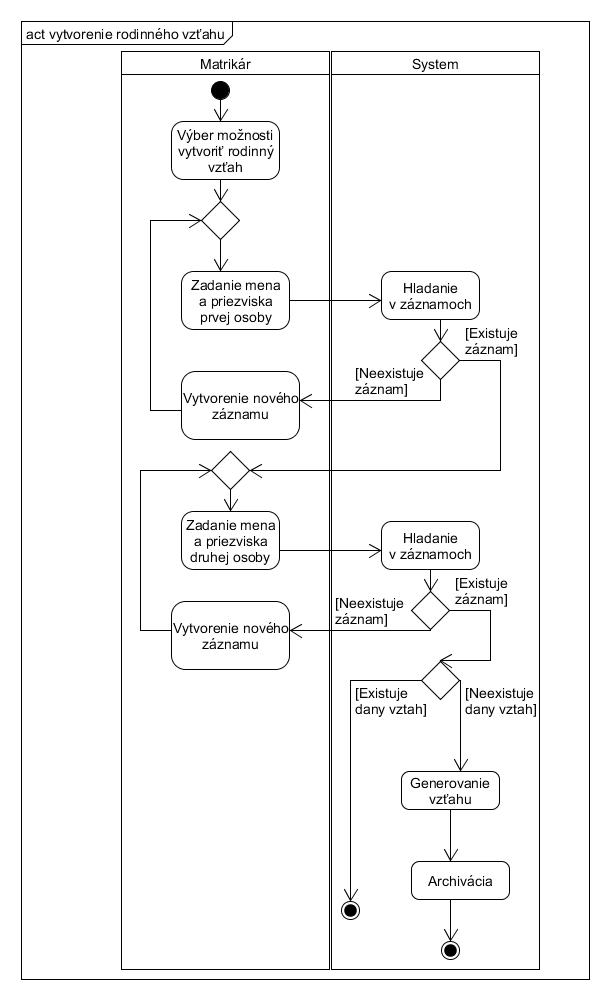 act vytvorenie rodinného vzťahu
Matrikár
System
Výber možnosti
vytvoriť rodinný
vzťah
Zadanie mena
a priezviska
prvej osoby
Hladanie
v záznamoch
[Existuje
záznam]
[Neexistuje
záznam]
Vytvorenie nového
záznamu
Zadanie mena
a priezviska
druhej osoby
Hladanie
v záznamoch
[Existuje
záznam]
[Neexistuje
záznam]
Vytvorenie nového
záznamu
[Existuje
dany vztah]
[Neexistuje
dany vztah]
Generovanie
vzťahu
Archivácia